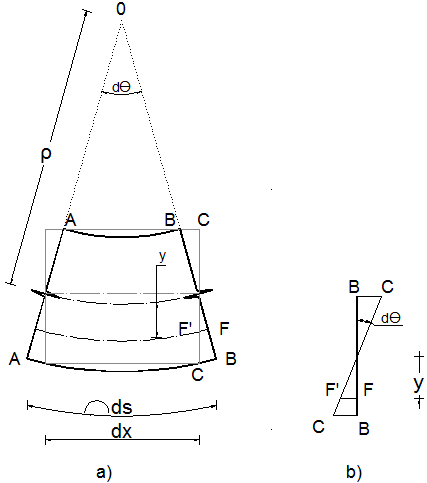 0
dϴ
ρ
A B C
y
F' F
A C B
ds
dx
a)
B C
dϴ
F' F y
C B
b)